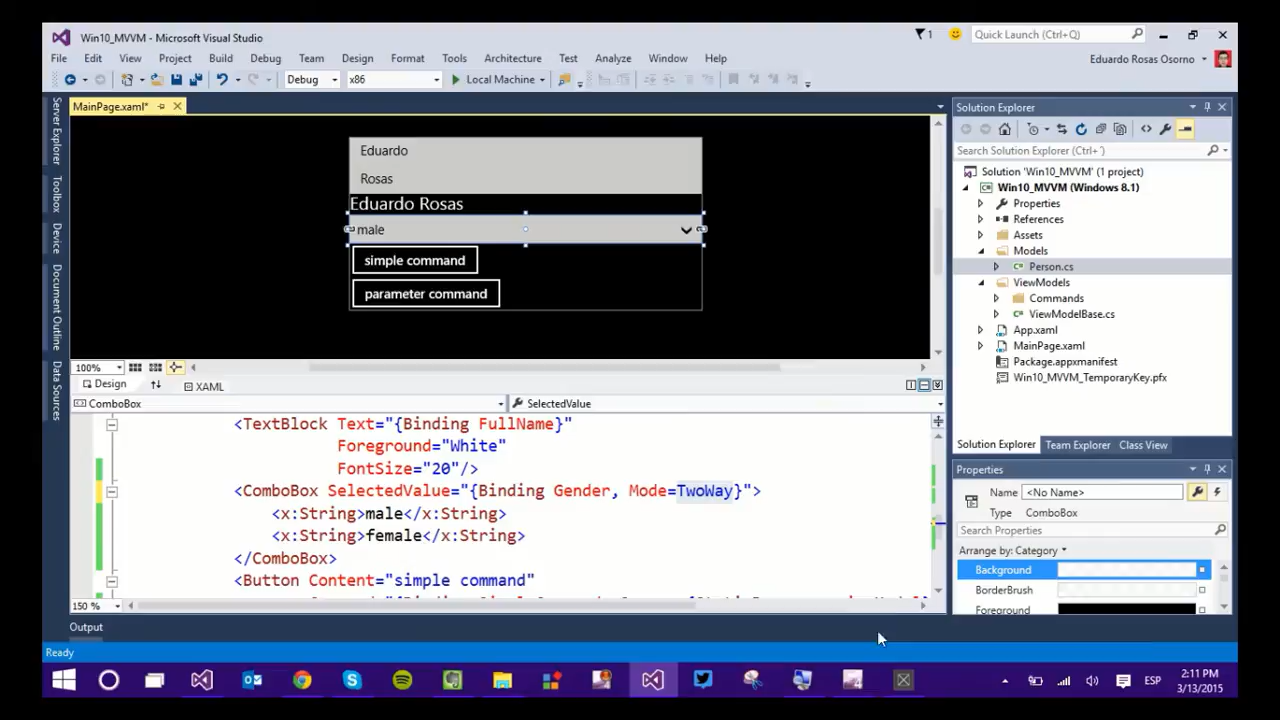 Win10_MVVM - Microsoft Visual Studio
1
Quick Launch (Ctrl+Q)
File Edit View Project Build Debug Team Format Tools Architecture Test Analyze Window Help
Eduardo Rosas Osorno
Debug x86 Local Machine
Server Explorer
Toolbox
Device
Document Outline
Data Sources
MainPage.xaml*
Eduardo
Rosas
Eduardo Rosas
male
simple command
parameter command
100%
Design XAML
ComboBox SelectedValue
<TextBlock Text="{Binding FullName}"
Foreground="White"
FontSize="20"/>
<ComboBox SelectedValue="{Binding Gender, Mode=TwoWay}">
<x:String>male</x:String>
<x:String>female</x:String>
</ComboBox>
<Button Content="simple command"
150 %
Solution Explorer
Search Solution Explorer (Ctrl+´)
Solution 'Win10_MVVM' (1 project)
Win10_MVVM (Windows 8.1)
Properties
References
Assets
Models
Person.cs
ViewModels
Commands
ViewModelBase.cs
App.xaml
MainPage.xaml
Package.appxmanifest
Win10_MVVM_TemporaryKey.pfx
Solution Explorer Team Explorer Class View
Properties
Name <No Name>
Type ComboBox
Search Properties
Arrange by: Category
Background
BorderBrush
Foreground
Output
Ready
ESP
2:11 PM
3/13/2015